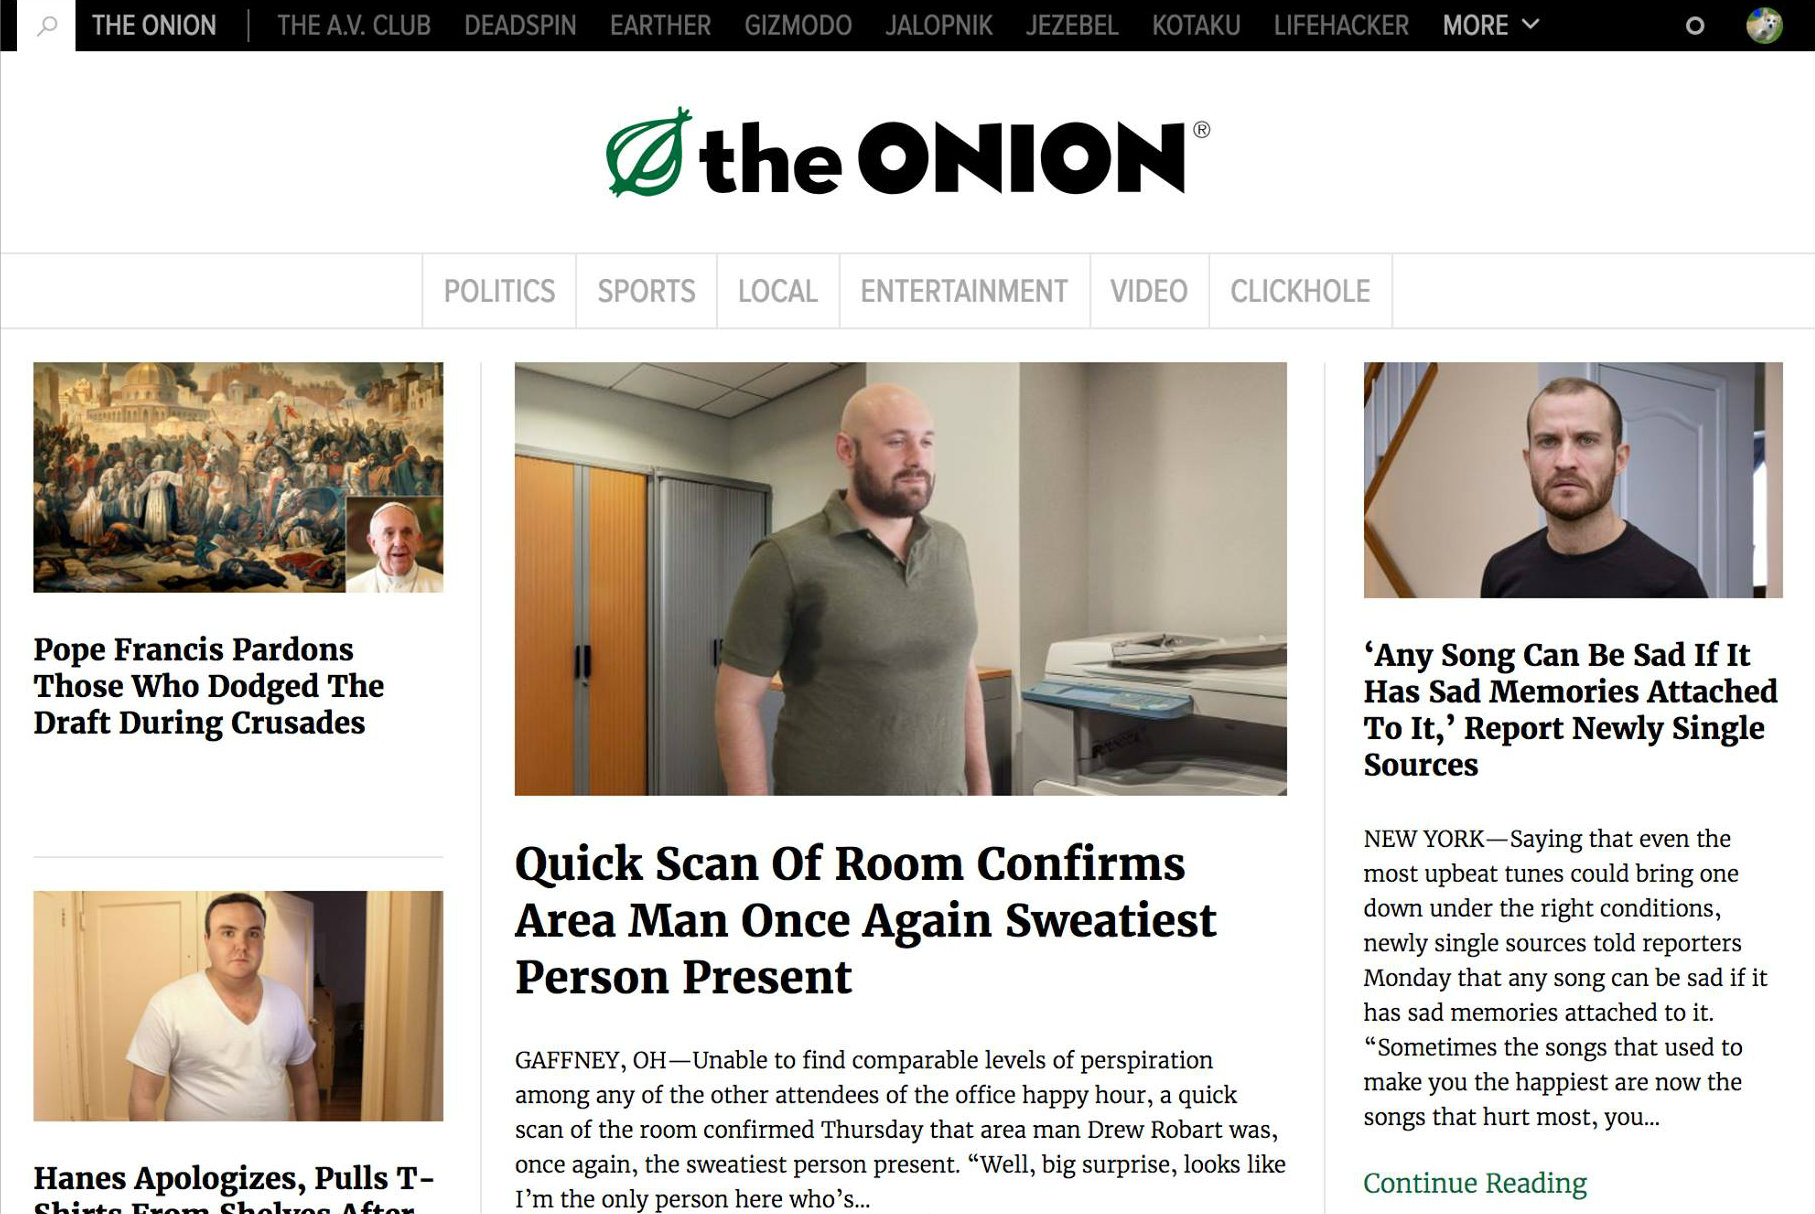 THE ONION
THE A.V. CLUB
DEADSPIN
EARTHER
GIZMODO
JALOPNIK
JEZEBEL
KOTAKU
LIFEHACKER
MORE
the ONION®
POLITICS
SPORTS
LOCAL
ENTERTAINMENT
VIDEO
CLICKHOLE
Pope Francis Pardons
Those Who Dodged The
Draft During Crusades
Hanes Apologizes, Pulls T-
Shirts From Shelves After
Quick Scan Of Room Confirms
Area Man Once Again Sweatiest
Person Present
GAFFNEY, OH—Unable to find comparable levels of perspiration
among any of the other attendees of the office happy hour, a quick
scan of the room confirmed Thursday that area man Drew Robart was,
once again, the sweatiest person present. “Well, big surprise, looks like
I’m the only person here who’s...
‘Any Song Can Be Sad If It
Has Sad Memories Attached
To It,’ Report Newly Single
Sources
NEW YORK—Saying that even the
most upbeat tunes could bring one
down under the right conditions,
newly single sources told reporters
Monday that any song can be sad if it
has sad memories attached to it.
“Sometimes the songs that used to
make you the happiest are now the
songs that hurt most, you...
Continue Reading